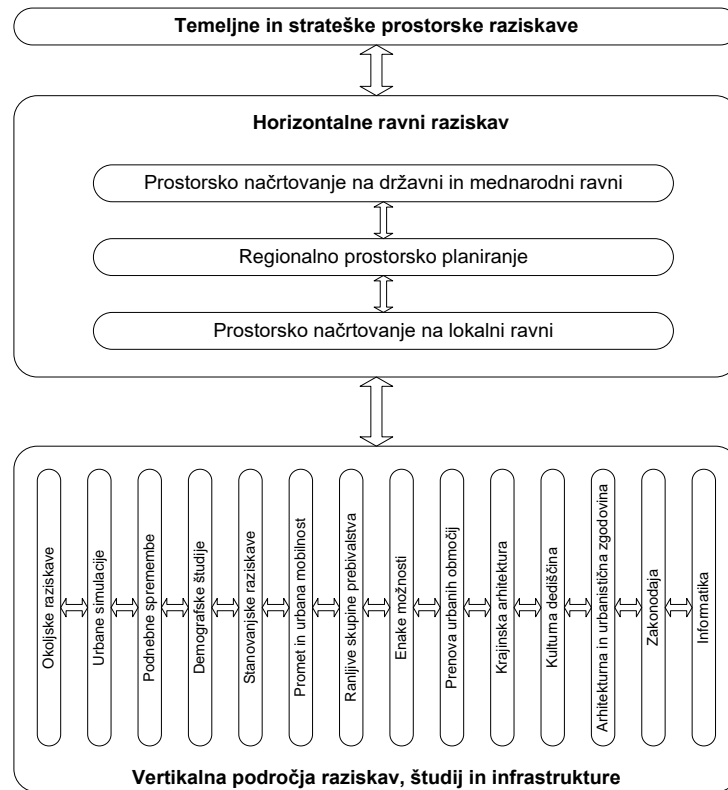 Temeljne in strateške prostorske raziskave
Horizontalne ravni raziskav
Prostorsko načrtovanje na državni in mednarodni ravni
Regionalno prostorsko planiranje
Prostorsko načrtovanje na lokalni ravni
Okoljske raziskave
Urbane simulacije
Podnebne spremembe
Demografske študije
Stanovanjske raziskave
Promet in urbana mobilnost
Ranljive skupine prebivalstva
Enake možnosti
Prenova urbanih območij
Krajinska arhitektura
Kulturna dediščina
Arhitekturna in urbanistična zgodovina
Zakonodaja
Informatika
Vertikalna področja raziskav, študij in infrastrukture